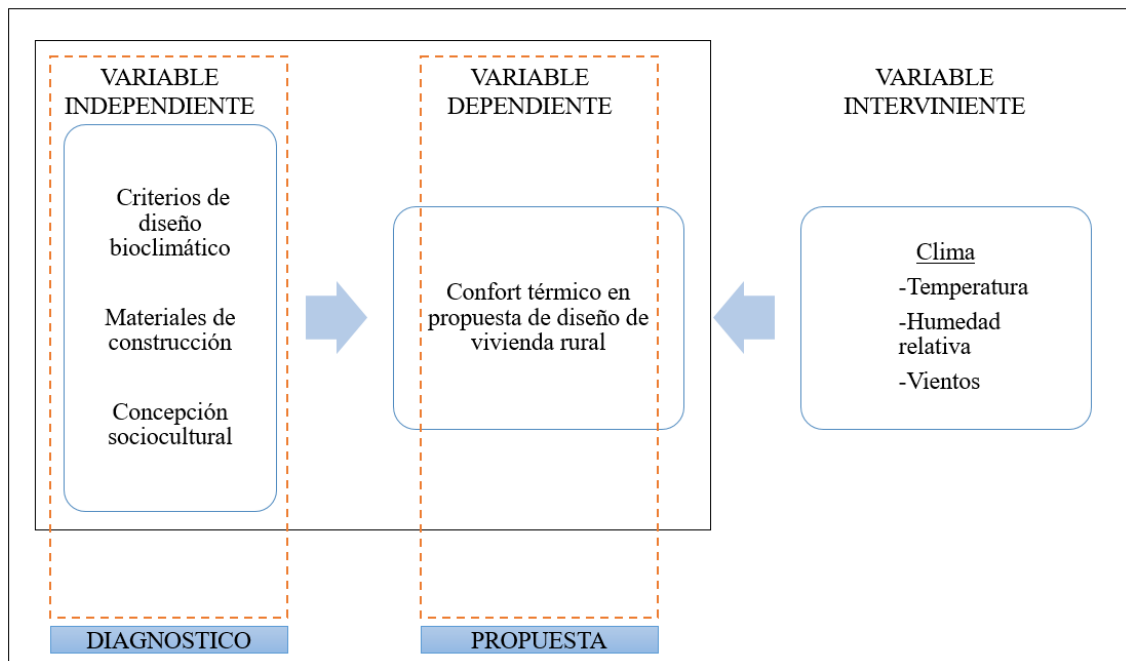 VARIABLE
INDEPENDIENTE
Criterios de
diseño
bioclimático
Materiales de
construcción
Concepción
sociocultural
DIAGNOSTICO
VARIABLE
DEPENDIENTE
Confort térmico en
propuesta de diseño de
vivienda rural
PROPUESTA
VARIABLE
INTERVINIENTE
Clima
-Temperatura
-Humedad
relativa
-Vientos